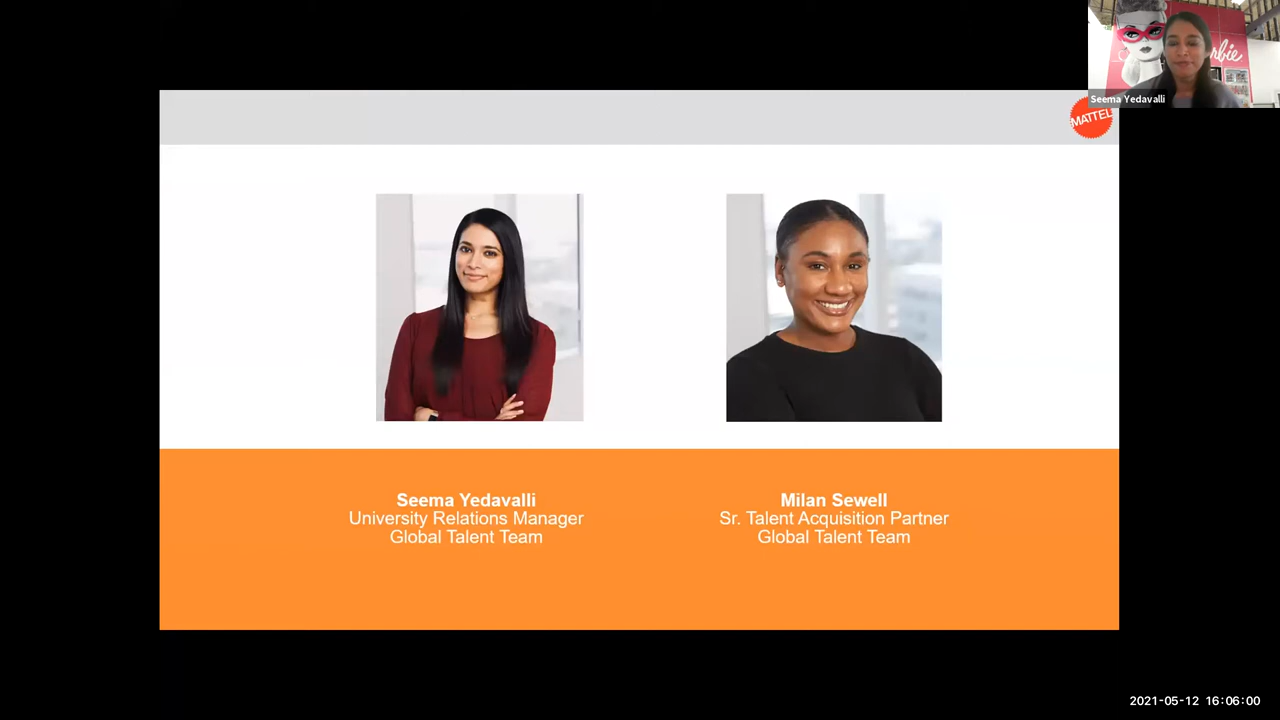 Barbie
Seema Yedavalli
MATTEL
Seema Yedavalli
University Relations Manager
Global Talent Team
Milan Sewell
Sr. Talent Acquisition Partner
Global Talent Team
2021-05-12 16:06:00